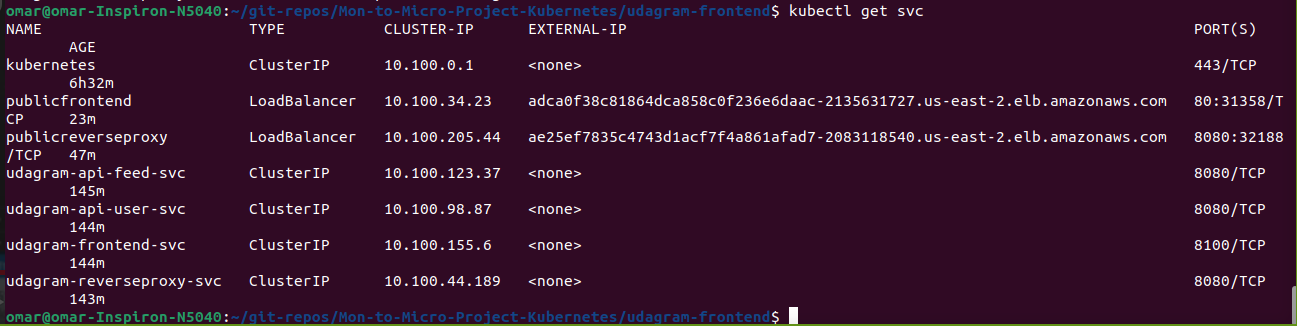 omar@omar-Inspiron-N5040:~/git-repos/Mon-to-Micro-Project-Kubernetes/udagram-frontend$ kubectl get svc
NAME                       TYPE           CLUSTER-IP      EXTERNAL-IP                                                               PORT(S)
       AGE
kubernetes                 ClusterIP      10.100.0.1      <none>                                                                    443/TCP
       6h32m
publicfrontend             LoadBalancer   10.100.34.23    adca0f38c81864dca858c0f236e6daac-2135631727.us-east-2.elb.amazonaws.com   80:31358/T
CP     23m
publicreverseproxy         LoadBalancer   10.100.205.44   ae25ef7835c4743d1acf7f4a861afad7-2083118540.us-east-2.elb.amazonaws.com   8080:32188
/TCP   47m
udagram-api-feed-svc       ClusterIP      10.100.123.37   <none>                                                                    8080/TCP
       145m
udagram-api-user-svc       ClusterIP      10.100.98.87    <none>                                                                    8080/TCP
       144m
udagram-frontend-svc       ClusterIP      10.100.155.6    <none>                                                                    8100/TCP
       144m
udagram-reverseproxy-svc   ClusterIP      10.100.44.189   <none>                                                                    8080/TCP
       143m
omar@omar-Inspiron-N5040:~/git-repos/Mon-to-Micro-Project-Kubernetes/udagram-frontend$